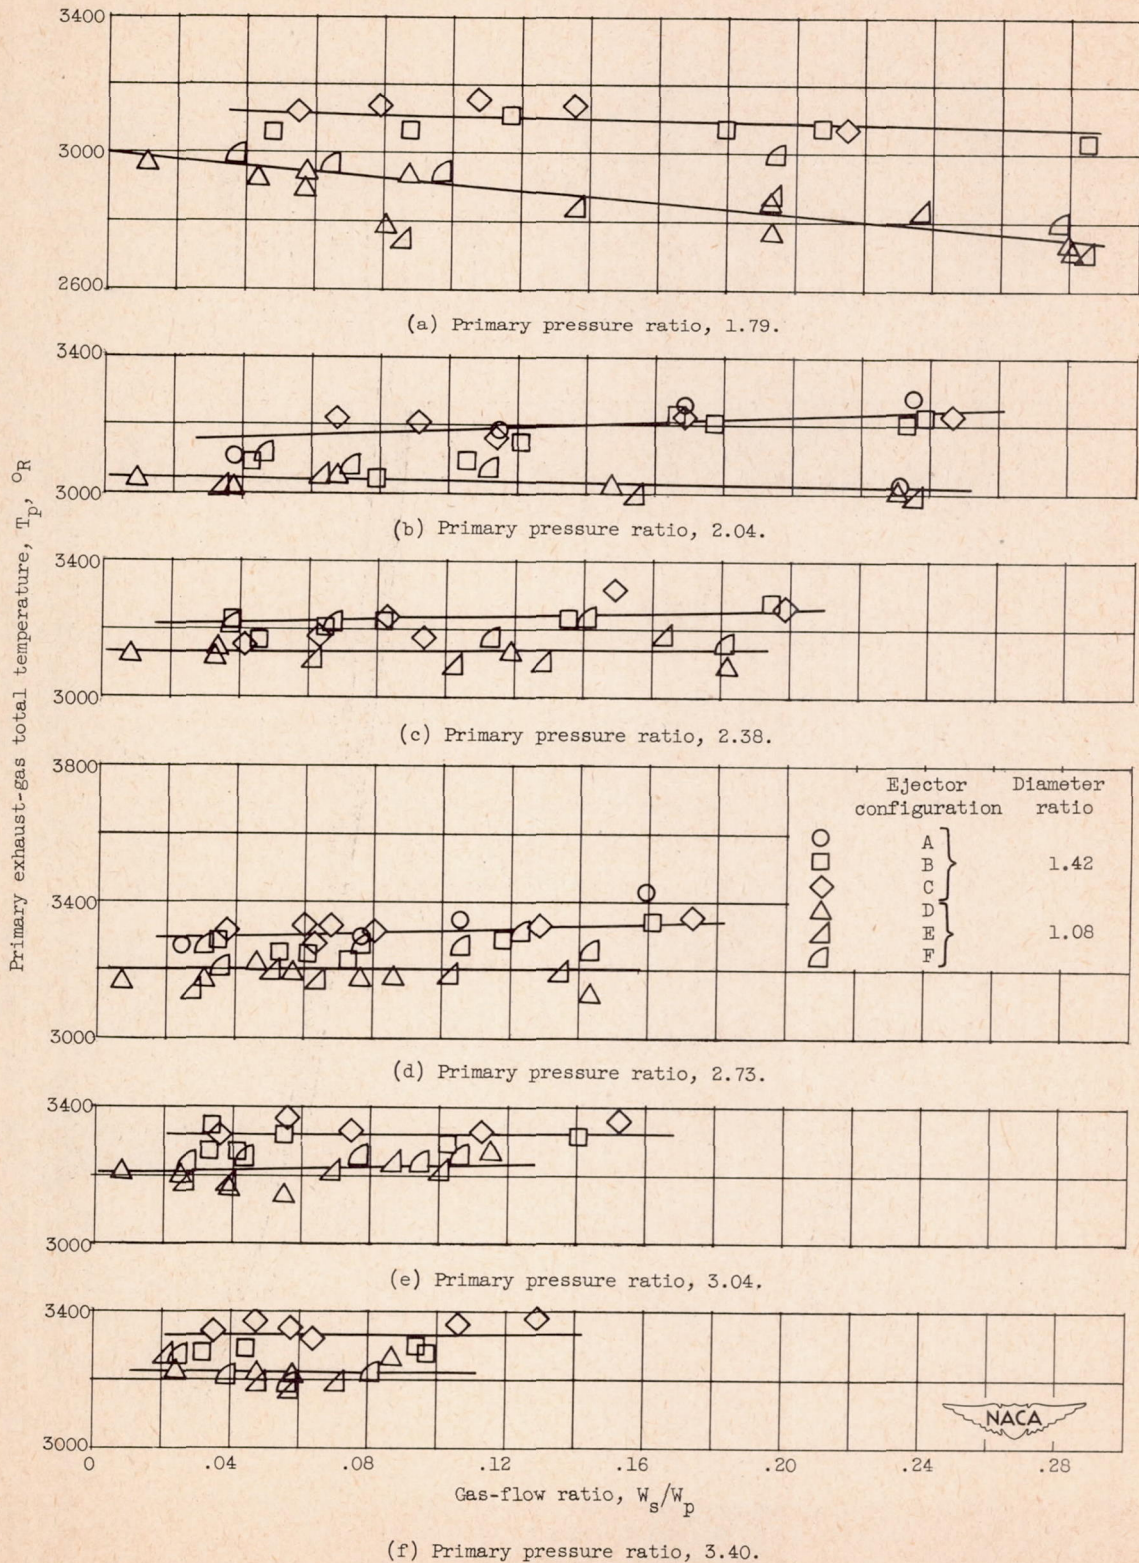 3400
3000
2600
(a) Primary pressure ratio, 1.79.
3400
3000
(b) Primary pressure ratio, 2.04.
3400
3000
(c) Primary pressure ratio, 2.38.
Primary exhaust-gas total temperature, Tp, °R
3800
3400
3000
Ejector configuration
Diameter ratio
A
B
1.42
C
D
E
1.08
F
(d) Primary pressure ratio, 2.73.
3400
3000
(e) Primary pressure ratio, 3.04.
3400
3000
NACA
0 .04 .08 .12 .16 .20 .24 .28
Gas-flow ratio, Ws/Wp
(f) Primary pressure ratio, 3.40.